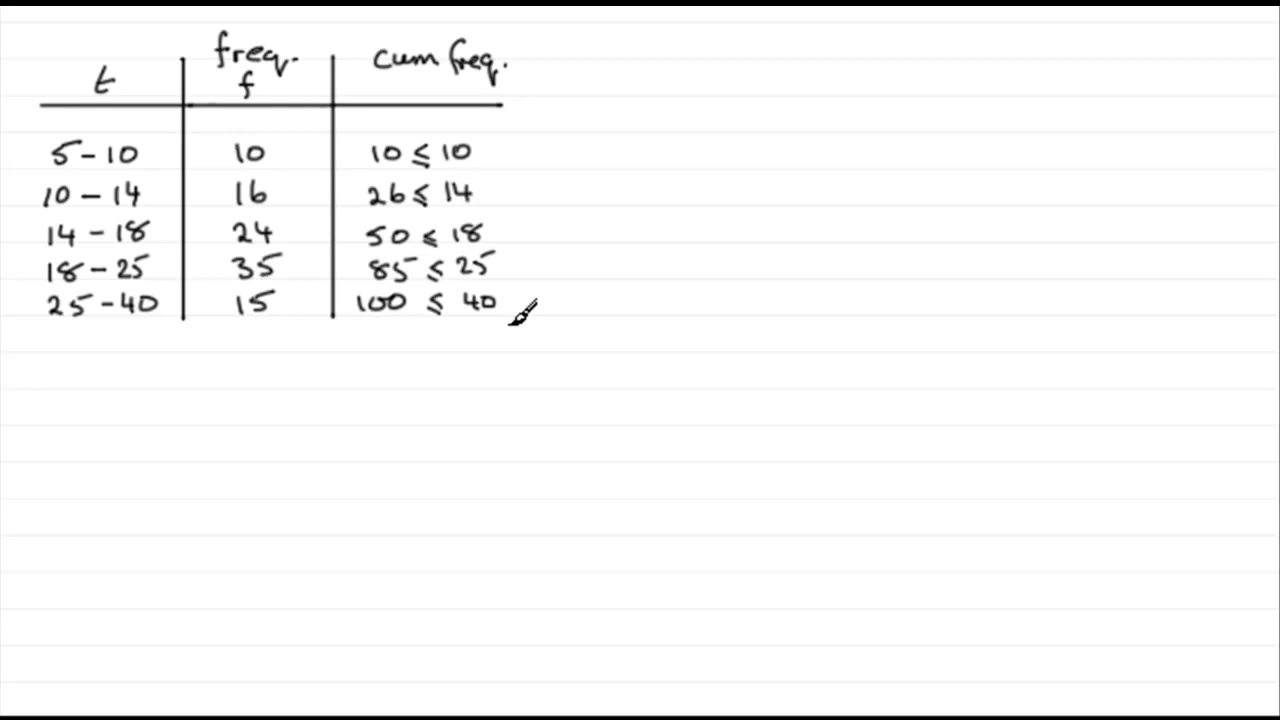 t freq. f cum freq.
5 - 10 10 10 ≤ 10
10 - 14 16 26 ≤ 14
14 - 18 24 50 ≤ 18
18 - 25 35 85 ≤ 25
25 - 40 15 100 ≤ 40